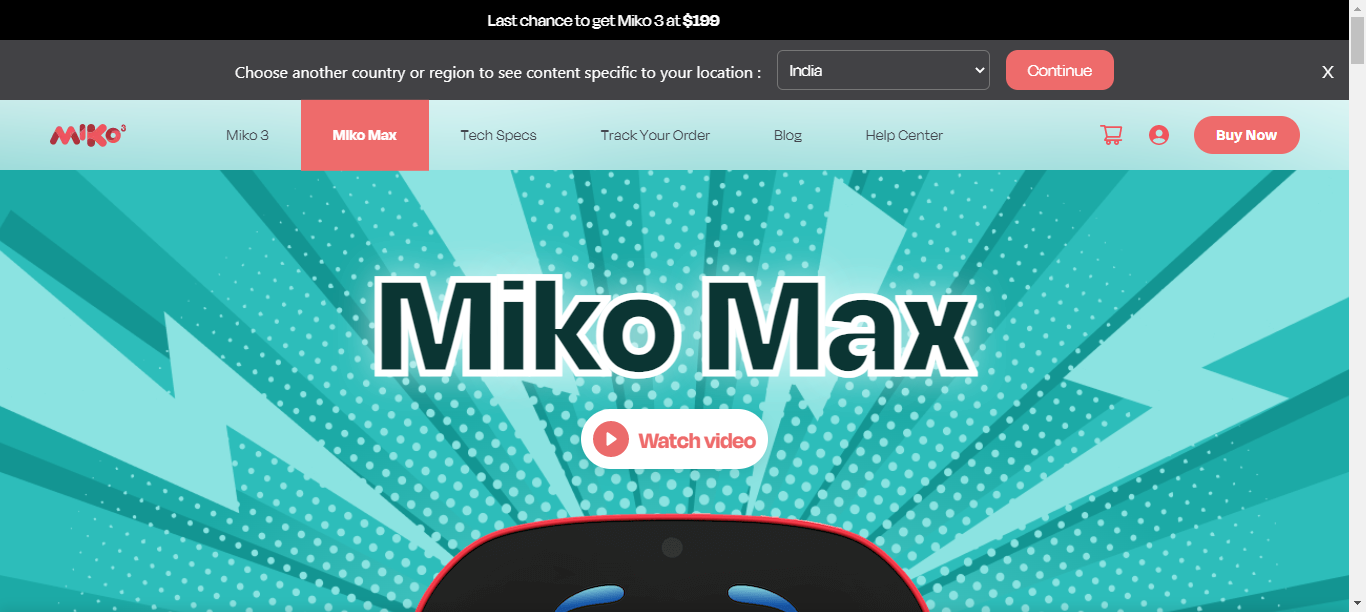 Last chance to get Miko 3 at $199
Choose another country or region to see content specific to your location :
India
Continue
X
MIKO3
Miko 3
MIko Max
Tech Specs
Track Your Order
Blog
Help Center
Buy Now
Miko Max
Watch video